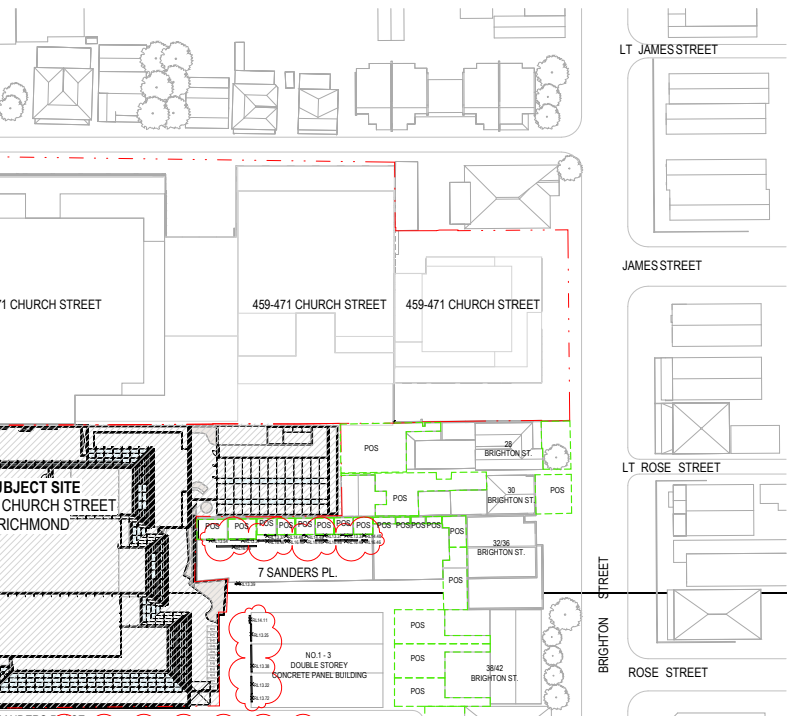 LT JAMES STREET
JAMES STREET
71 CHURCH STREET
459-471 CHURCH STREET
459-471 CHURCH STREET
POS
28
BRIGHTON ST.
LT ROSE STREET
UBJECT SITE
CHURCH STREET
RICHMOND
POS
30
BRIGHTON ST.
POS
POS
POS
POS
POS
POS
POS
POS
POS
POS
POS
POS
POS
32/36
BRIGHTON ST.
7 SANDERS PL.
POS
BRIGHTON STREET
POS
POS
POS
38/42
BRIGHTON ST.
NO.1 - 3
DOUBLE STOREY
CONCRETE PANEL BUILDING
ROSE STREET